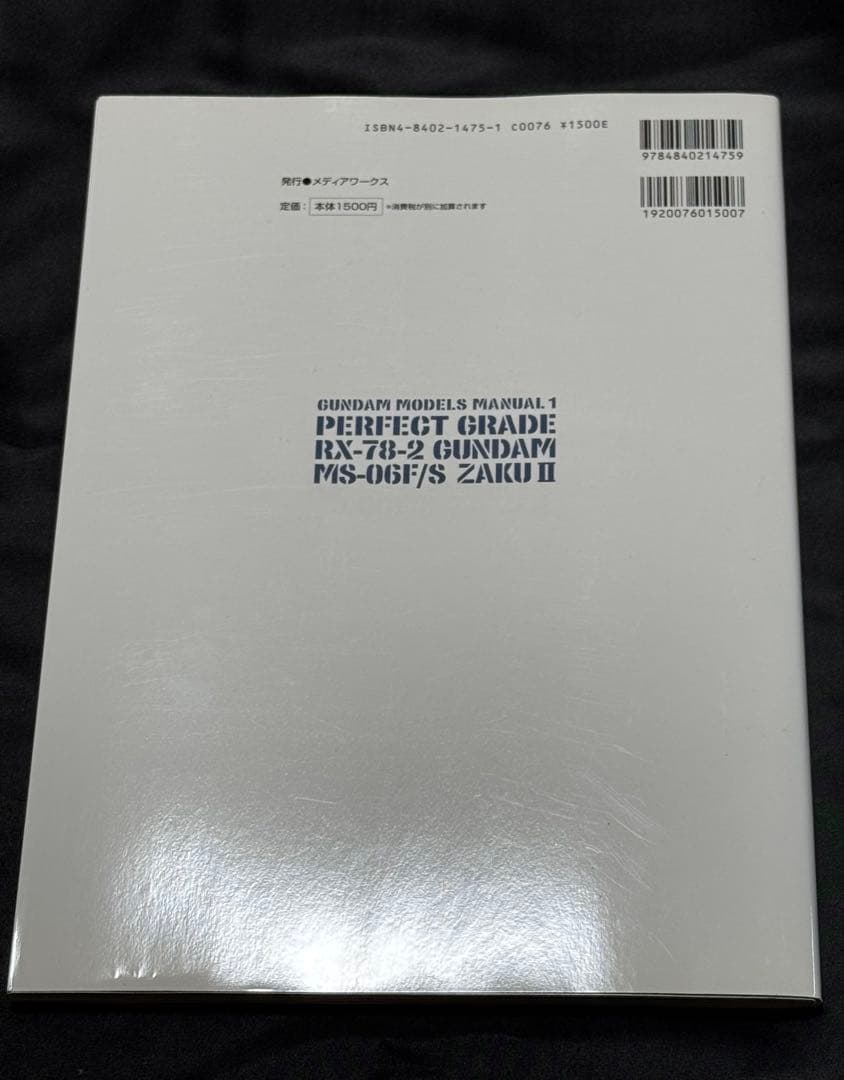 ISBN4-8402-1475-1 C0076 ¥1500E
9784840214759
発行●メディアワークス
定価：本体1500円 ※消費税が別に加算されます
1920076015007
GUNDAM MODELS MANUAL 1
PERFECT GRADE
RX-78-2 GUNDAM
MS-06F/S ZAKU II